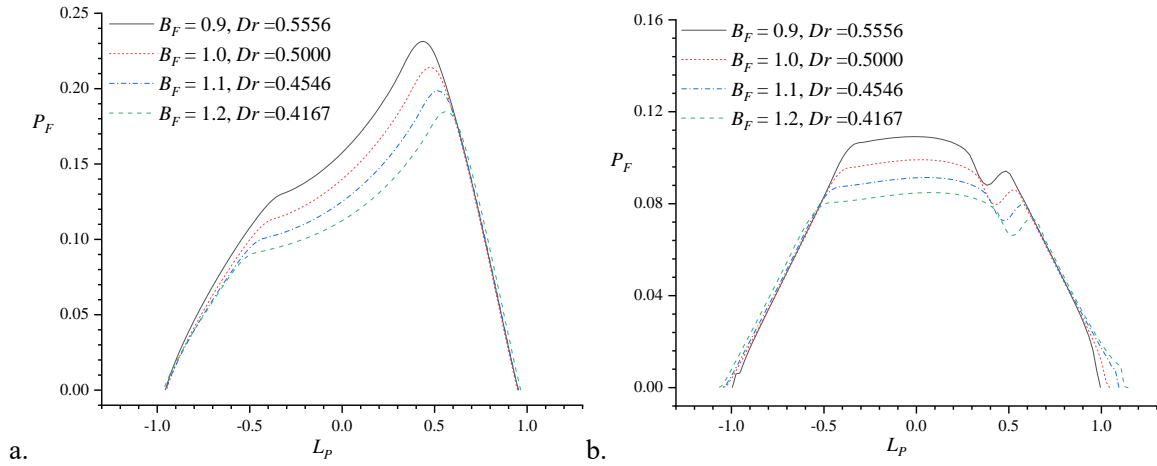 B_F = 0.9, Dr=0.5556
B_F = 1.0, Dr=0.5000
B_F = 1.1, Dr=0.4546
B_F = 1.2, Dr=0.4167
0.25
0.20
0.15
0.10
0.05
0.00
P_F
-1.0 -0.5 0.0 0.5 1.0
L_P
a.
B_F = 0.9, Dr=0.5556
B_F = 1.0, Dr=0.5000
B_F = 1.1, Dr=0.4546
B_F = 1.2, Dr=0.4167
0.16
0.12
0.08
0.04
0.00
P_F
-1.0 -0.5 0.0 0.5 1.0
L_P
b.